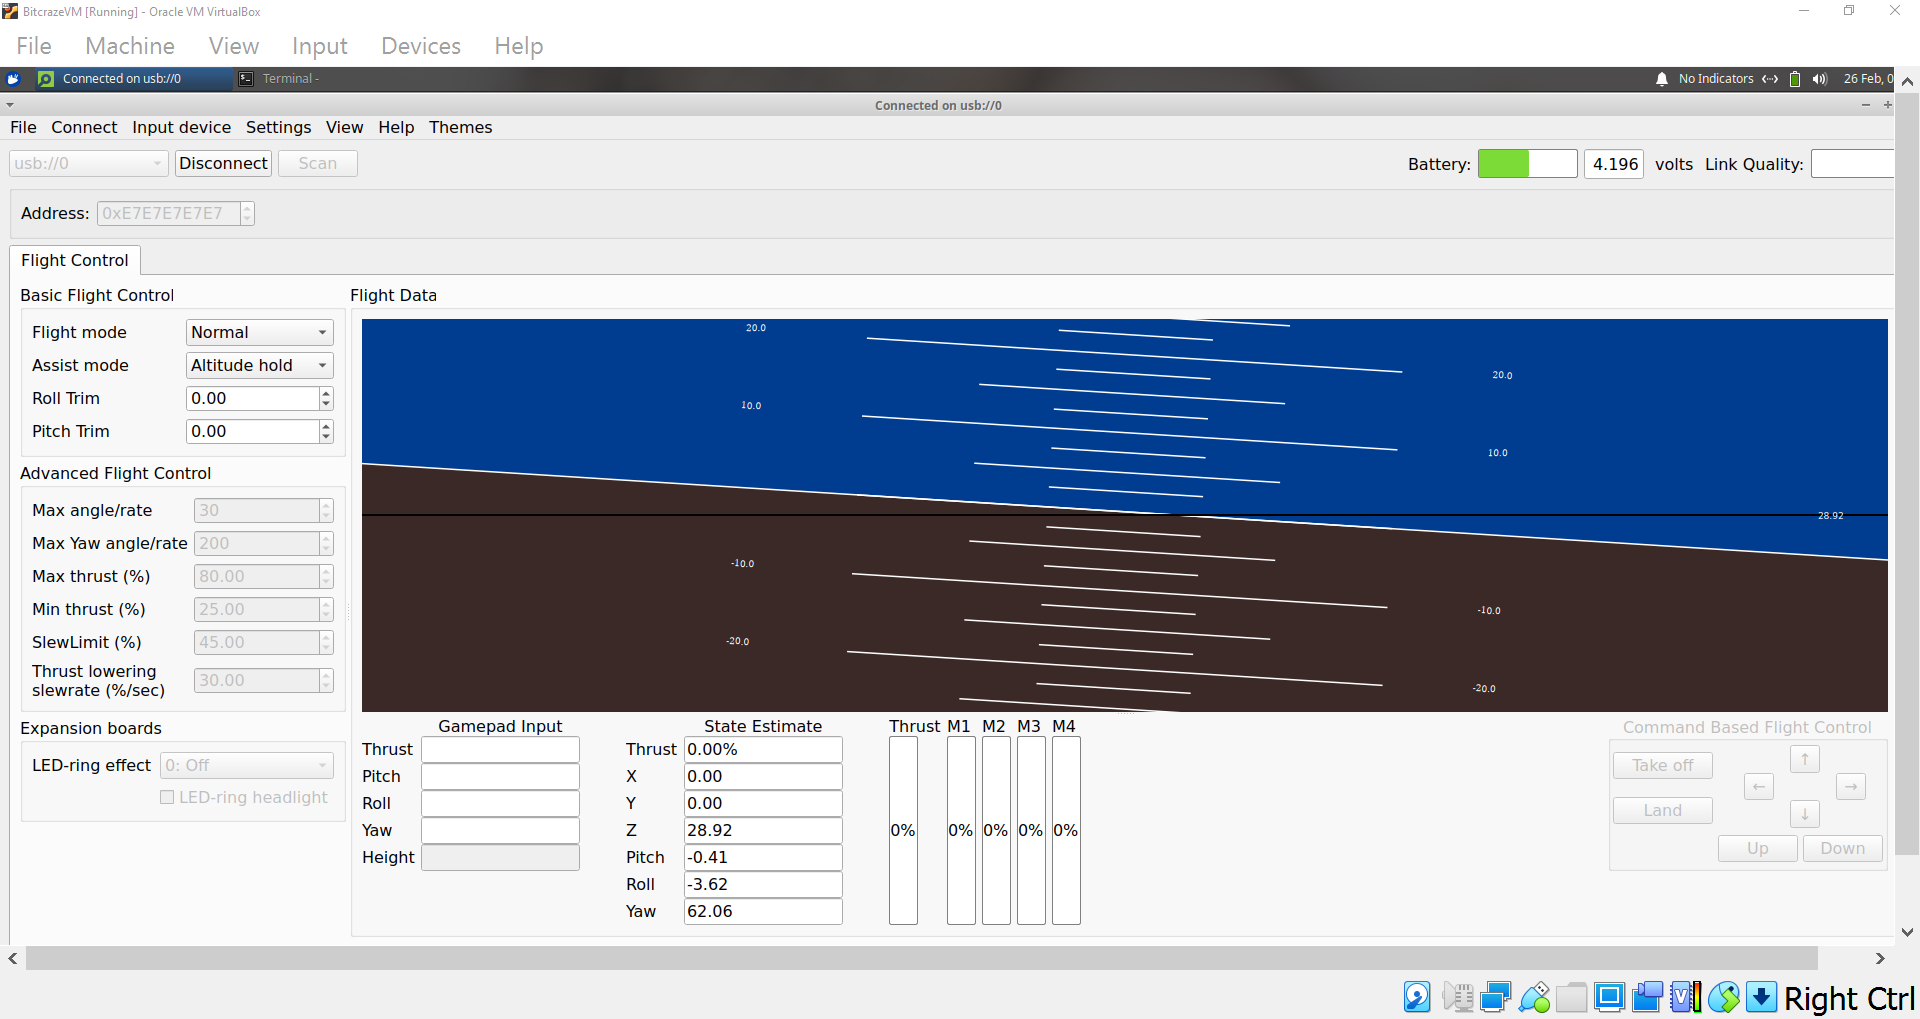 BitcrazeVM [Running] - Oracle VM VirtualBox
File Machine View Input Devices Help
Connected on usb://0 Terminal - No Indicators 26 Feb, 0
Connected on usb://0
File Connect Input device Settings View Help Themes
usb://0 Disconnect Scan Battery: 4.196 volts Link Quality:
Address: 0xE7E7E7E7E7
Flight Control
Basic Flight Control
Flight mode Normal
Assist mode Altitude hold
Roll Trim 0.00
Pitch Trim 0.00
Advanced Flight Control
Max angle/rate 30
Max Yaw angle/rate 200
Max thrust (%) 80.00
Min thrust (%) 25.00
SlewLimit (%) 45.00
Thrust lowering
slewrate (%/sec) 30.00
Expansion boards
LED-ring effect 0: Off
LED-ring headlight
Flight Data
20.0
20.0
10.0
10.0
28.92
-10.0
-10.0
-20.0
-20.0
Gamepad Input
Thrust
Pitch
Roll
Yaw
Height
State Estimate
Thrust 0.00%
X 0.00
Y 0.00
Z 28.92
Pitch -0.41
Roll -3.62
Yaw 62.06
Thrust M1 M2 M3 M4
0% 0% 0% 0% 0%
Command Based Flight Control
Take off ↑
← →
Land ↓
Up Down
Right Ctrl